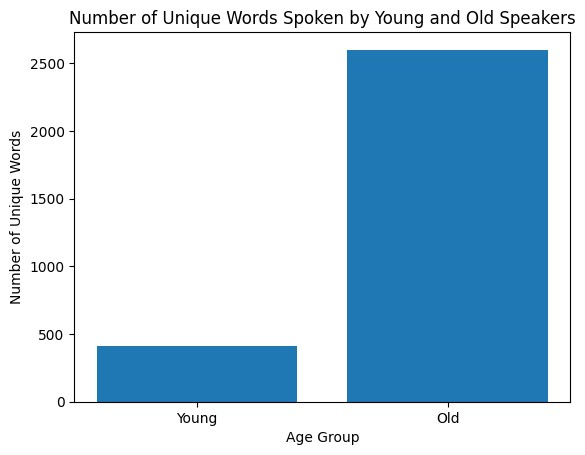 Number of Unique Words Spoken by Young and Old Speakers
2500
2000
1500
1000
500
0
Number of Unique Words
Young Old
Age Group